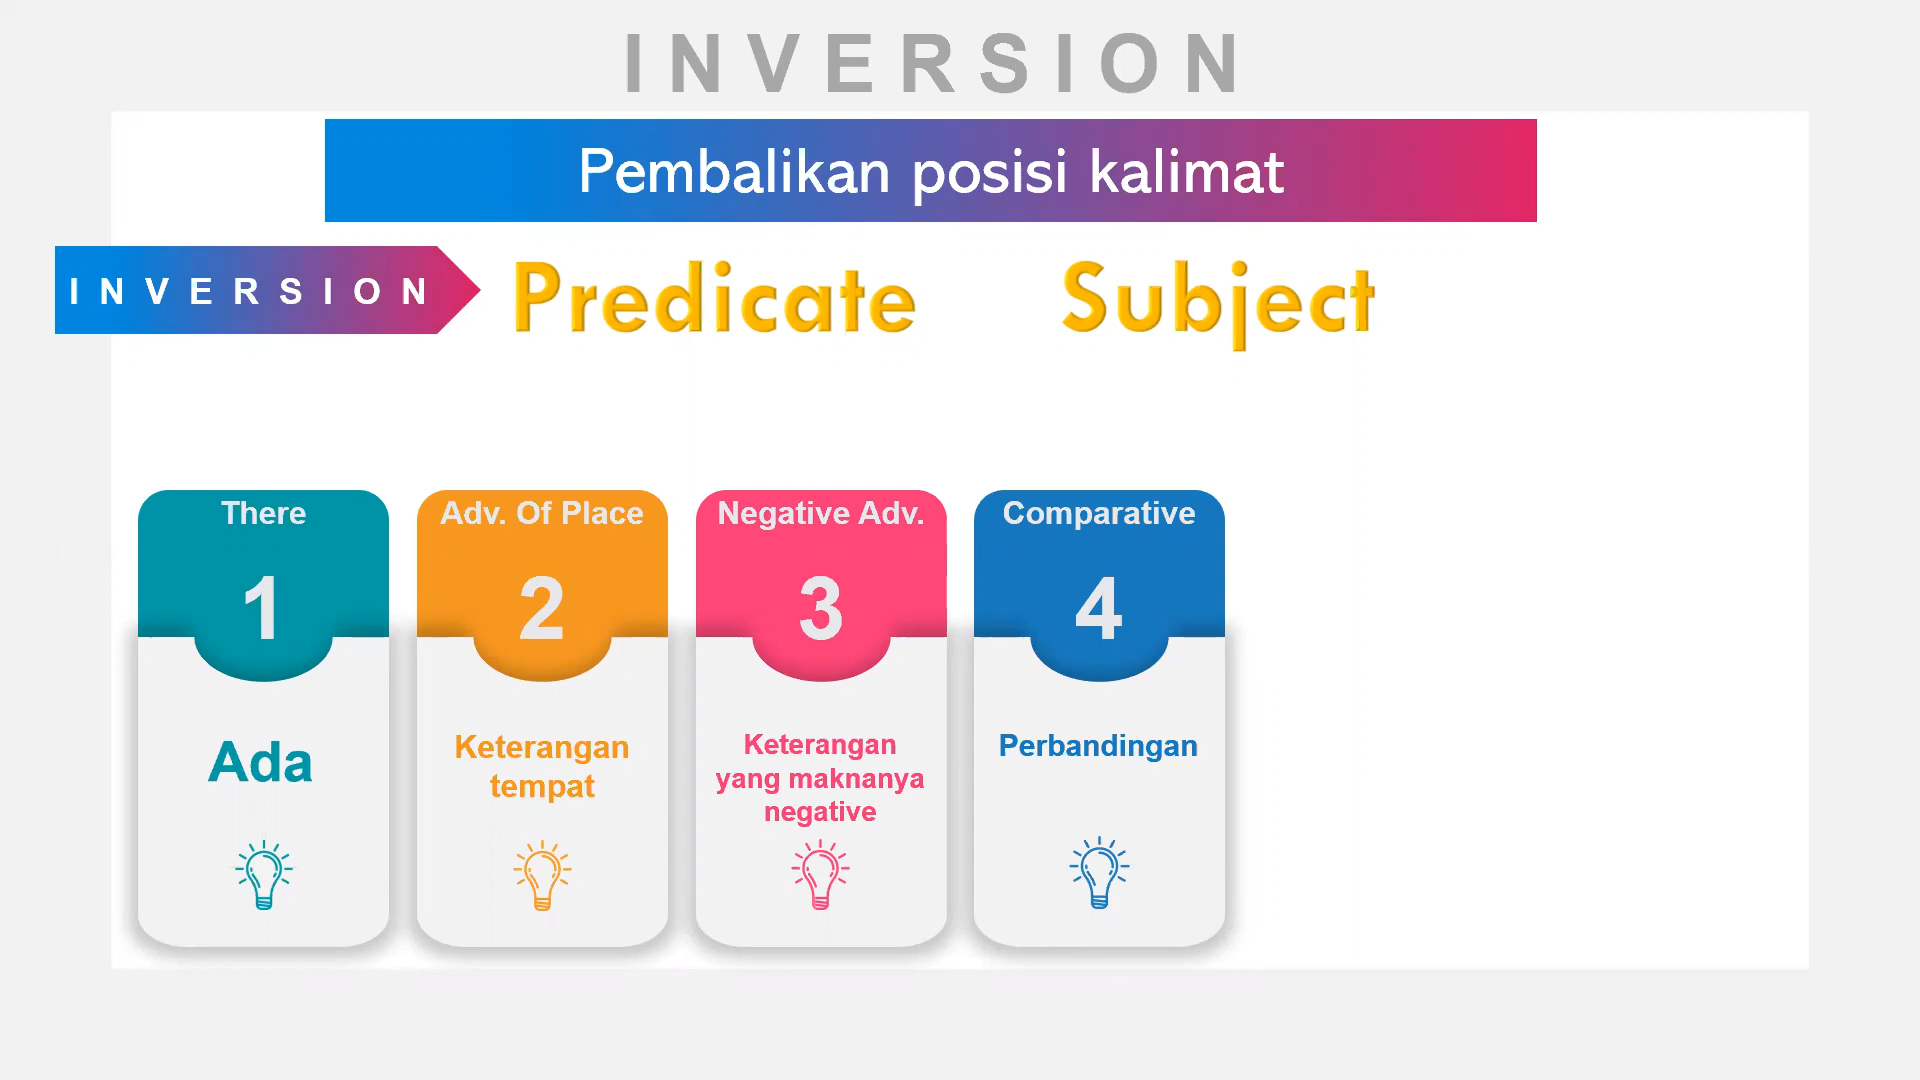 INVERSION
Pembalikan posisi kalimat
INVERSION
Predicate Subject
There
1
Ada
Adv. Of Place
2
Keterangan
tempat
Negative Adv.
3
Keterangan
yang maknanya
negative
Comparative
4
Perbandingan